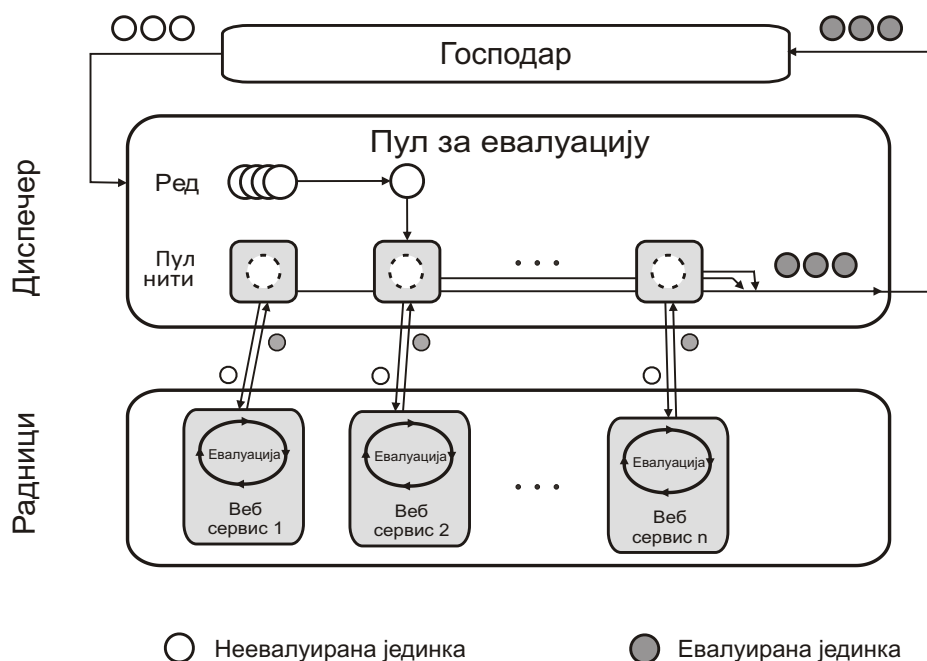 Господар
Диспечер
Пул за евалуацију
Ред
Пул
нити
. . .
Радници
Евалуација
Веб
сервис 1
Евалуација
Веб
сервис 2
. . .
Евалуација
Веб
сервис n
Неевалуирана јединка
Евалуирана јединка